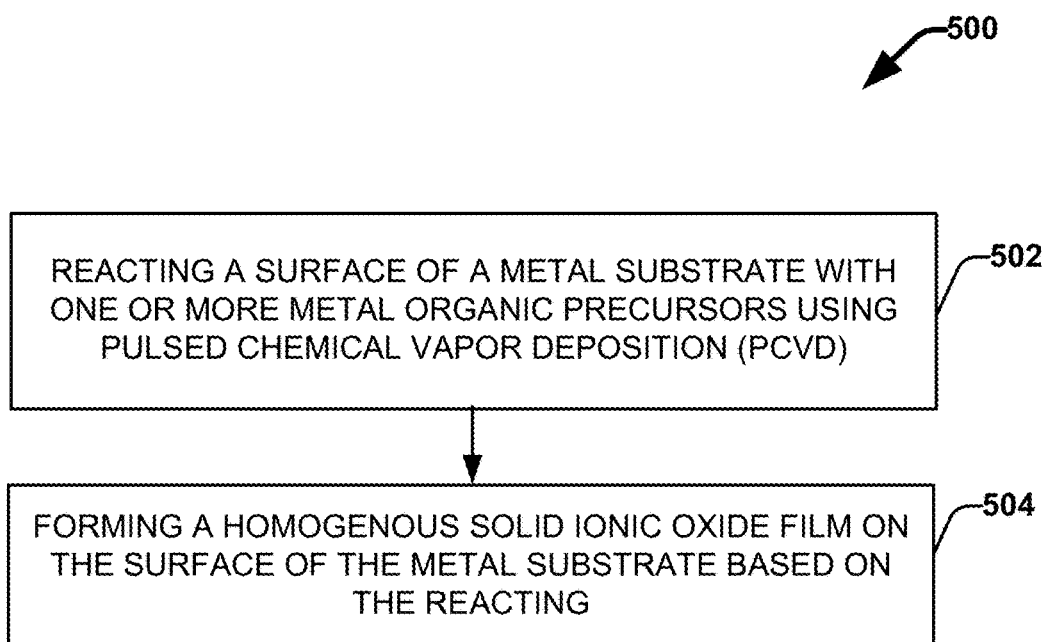 500
REACTING A SURFACE OF A METAL SUBSTRATE WITH
ONE OR MORE METAL ORGANIC PRECURSORS USING
PULSED CHEMICAL VAPOR DEPOSITION (PCVD)
502
FORMING A HOMOGENOUS SOLID IONIC OXIDE FILM ON
THE SURFACE OF THE METAL SUBSTRATE BASED ON
THE REACTING
504